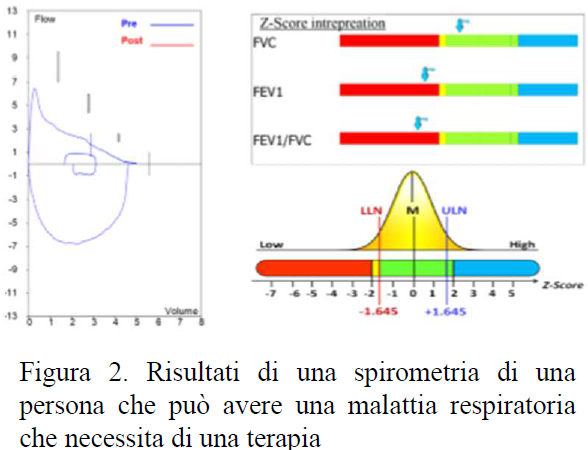 Flow
Pre
Post
13
11
9
7
5
3
1
-1
-3
-5
-7
-9
-11
-13
Volume
0 1 2 3 4 5 6 7 8
Z-Score intrepreation
FVC
FEV1
FEV1/FVC
LLN M ULN
Low High
-7 -6 -5 -4 -3 -2 -1 0 1 2 3 4 5 Z-Score
-1.645 +1.645
Figura 2. Risultati di una spirometria di una
persona che può avere una malattia respiratoria
che necessita di una terapia